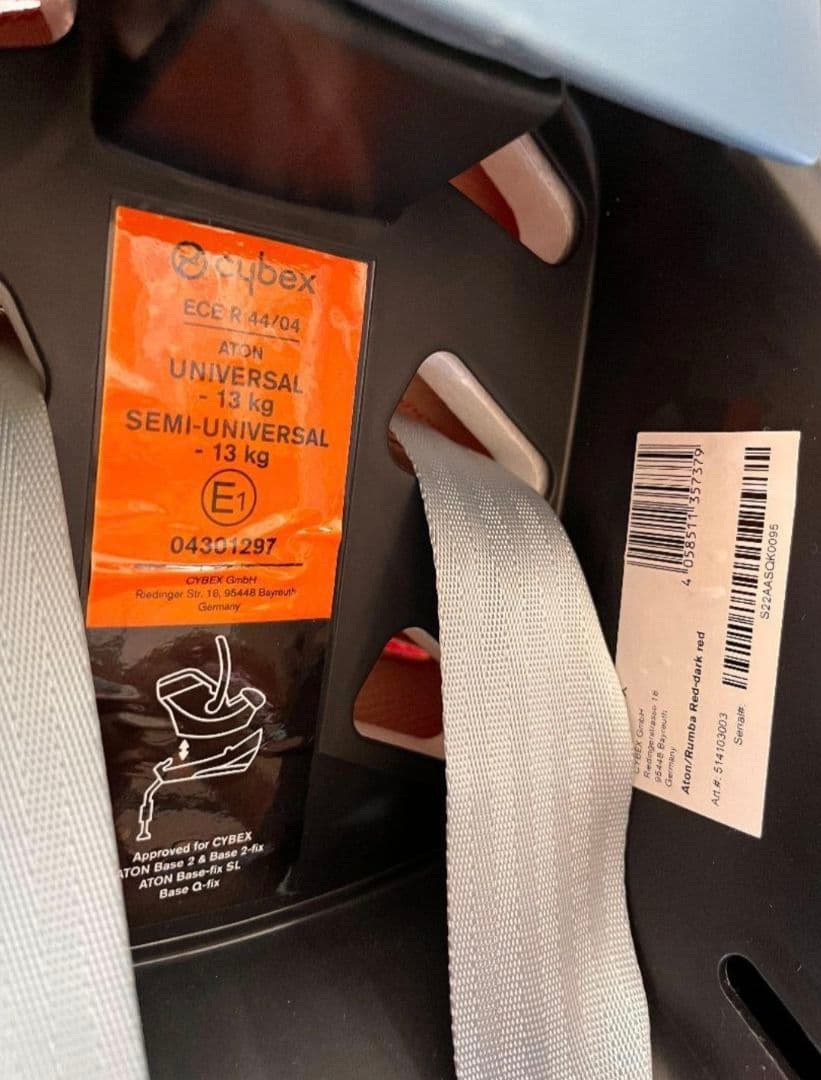 cybex
ECE R 44/04
ATON
UNIVERSAL
- 13 kg
SEMI-UNIVERSAL
- 13 kg
E1
04301297
CYBEX GmbH
Riedinger Str. 18, 95448 Bayreuth
Germany
Approved for CYBEX
ATON Base 2 & Base 2-fix
ATON Base-fix SL
Base Q-fix
4 058511 357379
CYBEX GmbH
Riedingerstrasse 18
95448 Bayreuth
Germany
Aton/Rumba Red-dark red
Art.#. 514103003
Serial#.
S22AASQK0095